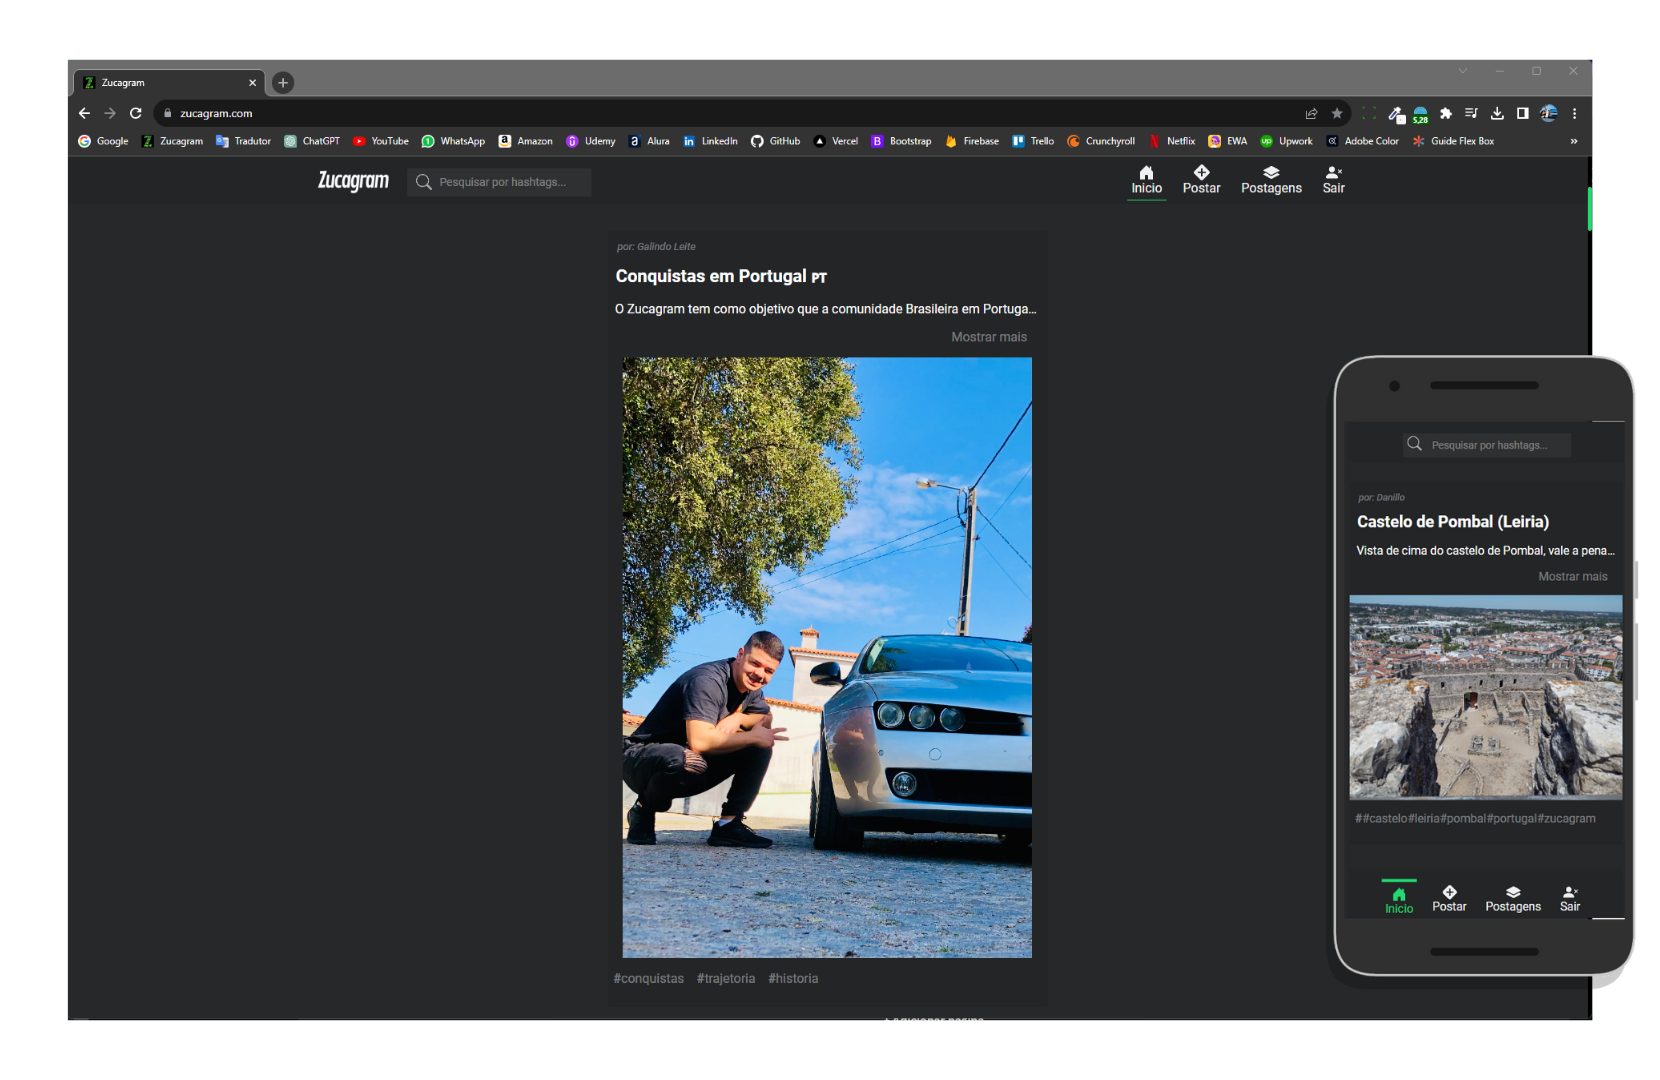 Zucagram
zucagram.com
5,28
Google Zucagram Tradutor ChatGPT YouTube WhatsApp Amazon Udemy Alura LinkedIn GitHub Vercel Bootstrap Firebase Trello Crunchyroll Netflix EWA Upwork Adobe Color Guide Flex Box »
Zucagram Pesquisar por hashtags... Inicio Postar Postagens Sair
por: Galindo Leite
Conquistas em Portugal PT
O Zucagram tem como objetivo que a comunidade Brasileira em Portuga...
Mostrar mais
#conquistas #trajetoria #historia
Pesquisar por hashtags...
por: Danillo
Castelo de Pombal (Leiria)
Vista de cima do castelo de Pombal, vale a pena...
Mostrar mais
##castelo#leiria#pombal#portugal#zucagram
Inicio Postar Postagens Sair